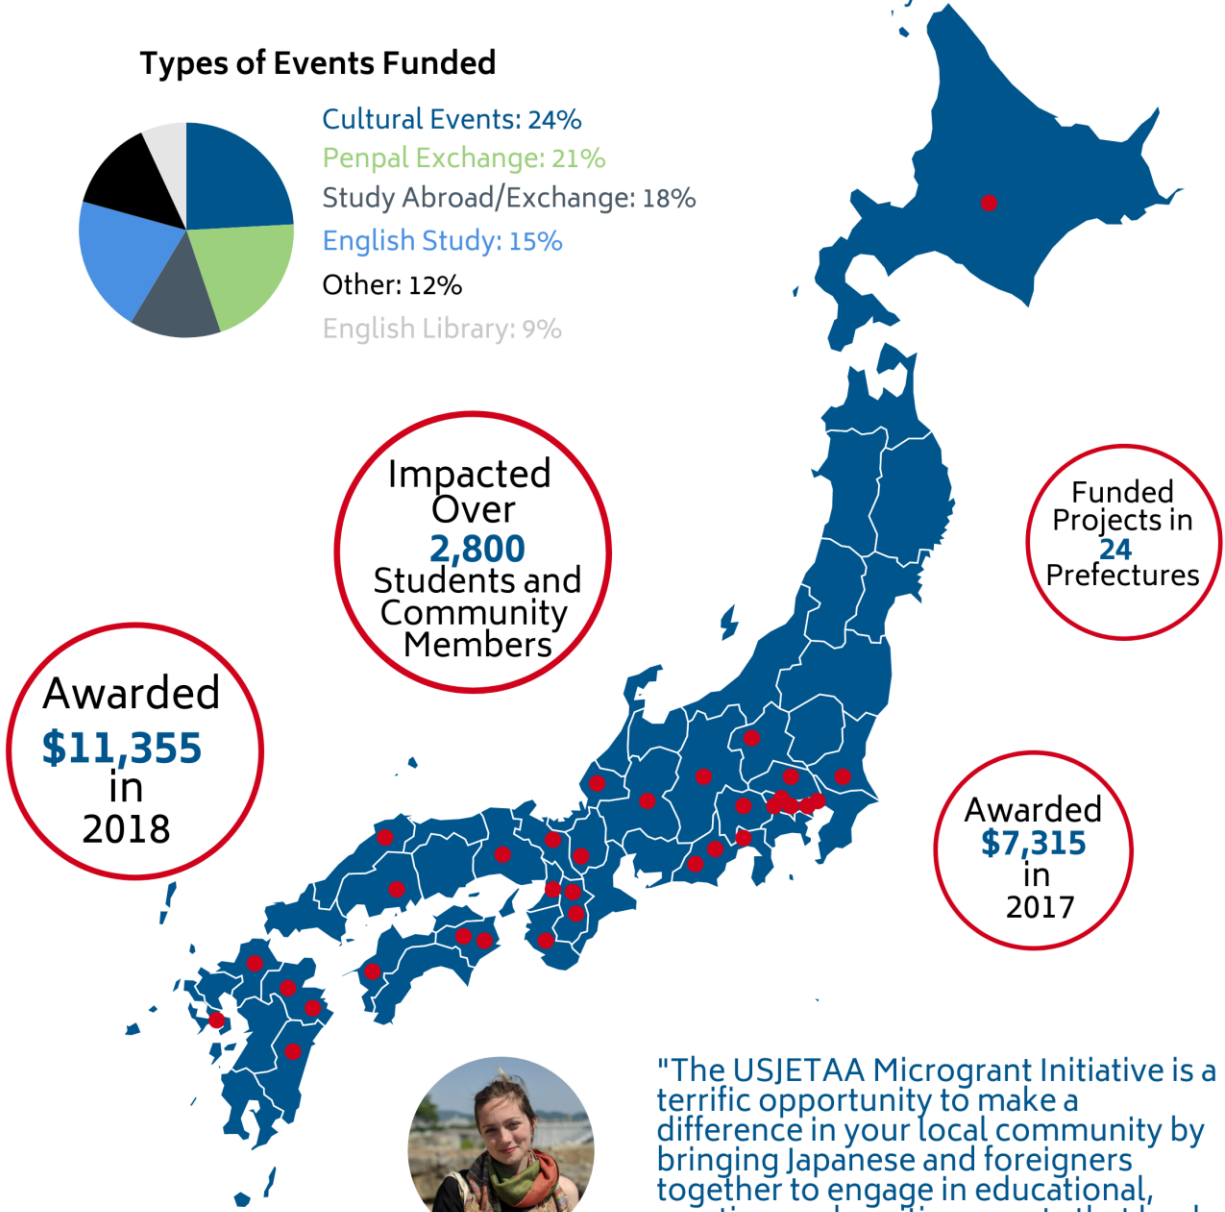 Types of Events Funded
Cultural Events: 24%
Penpal Exchange: 21%
Study Abroad/Exchange: 18%
English Study: 15%
Other: 12%
English Library: 9%
Impacted
Over
2,800
Students and
Community
Members
Funded
Projects in
24
Prefectures
Awarded
$11,355
in
2018
Awarded
$7,315
in
2017
"The USJETAA Microgrant Initiative is a
terrific opportunity to make a
difference in your local community by
bringing Japanese and foreigners
together to engage in educational,